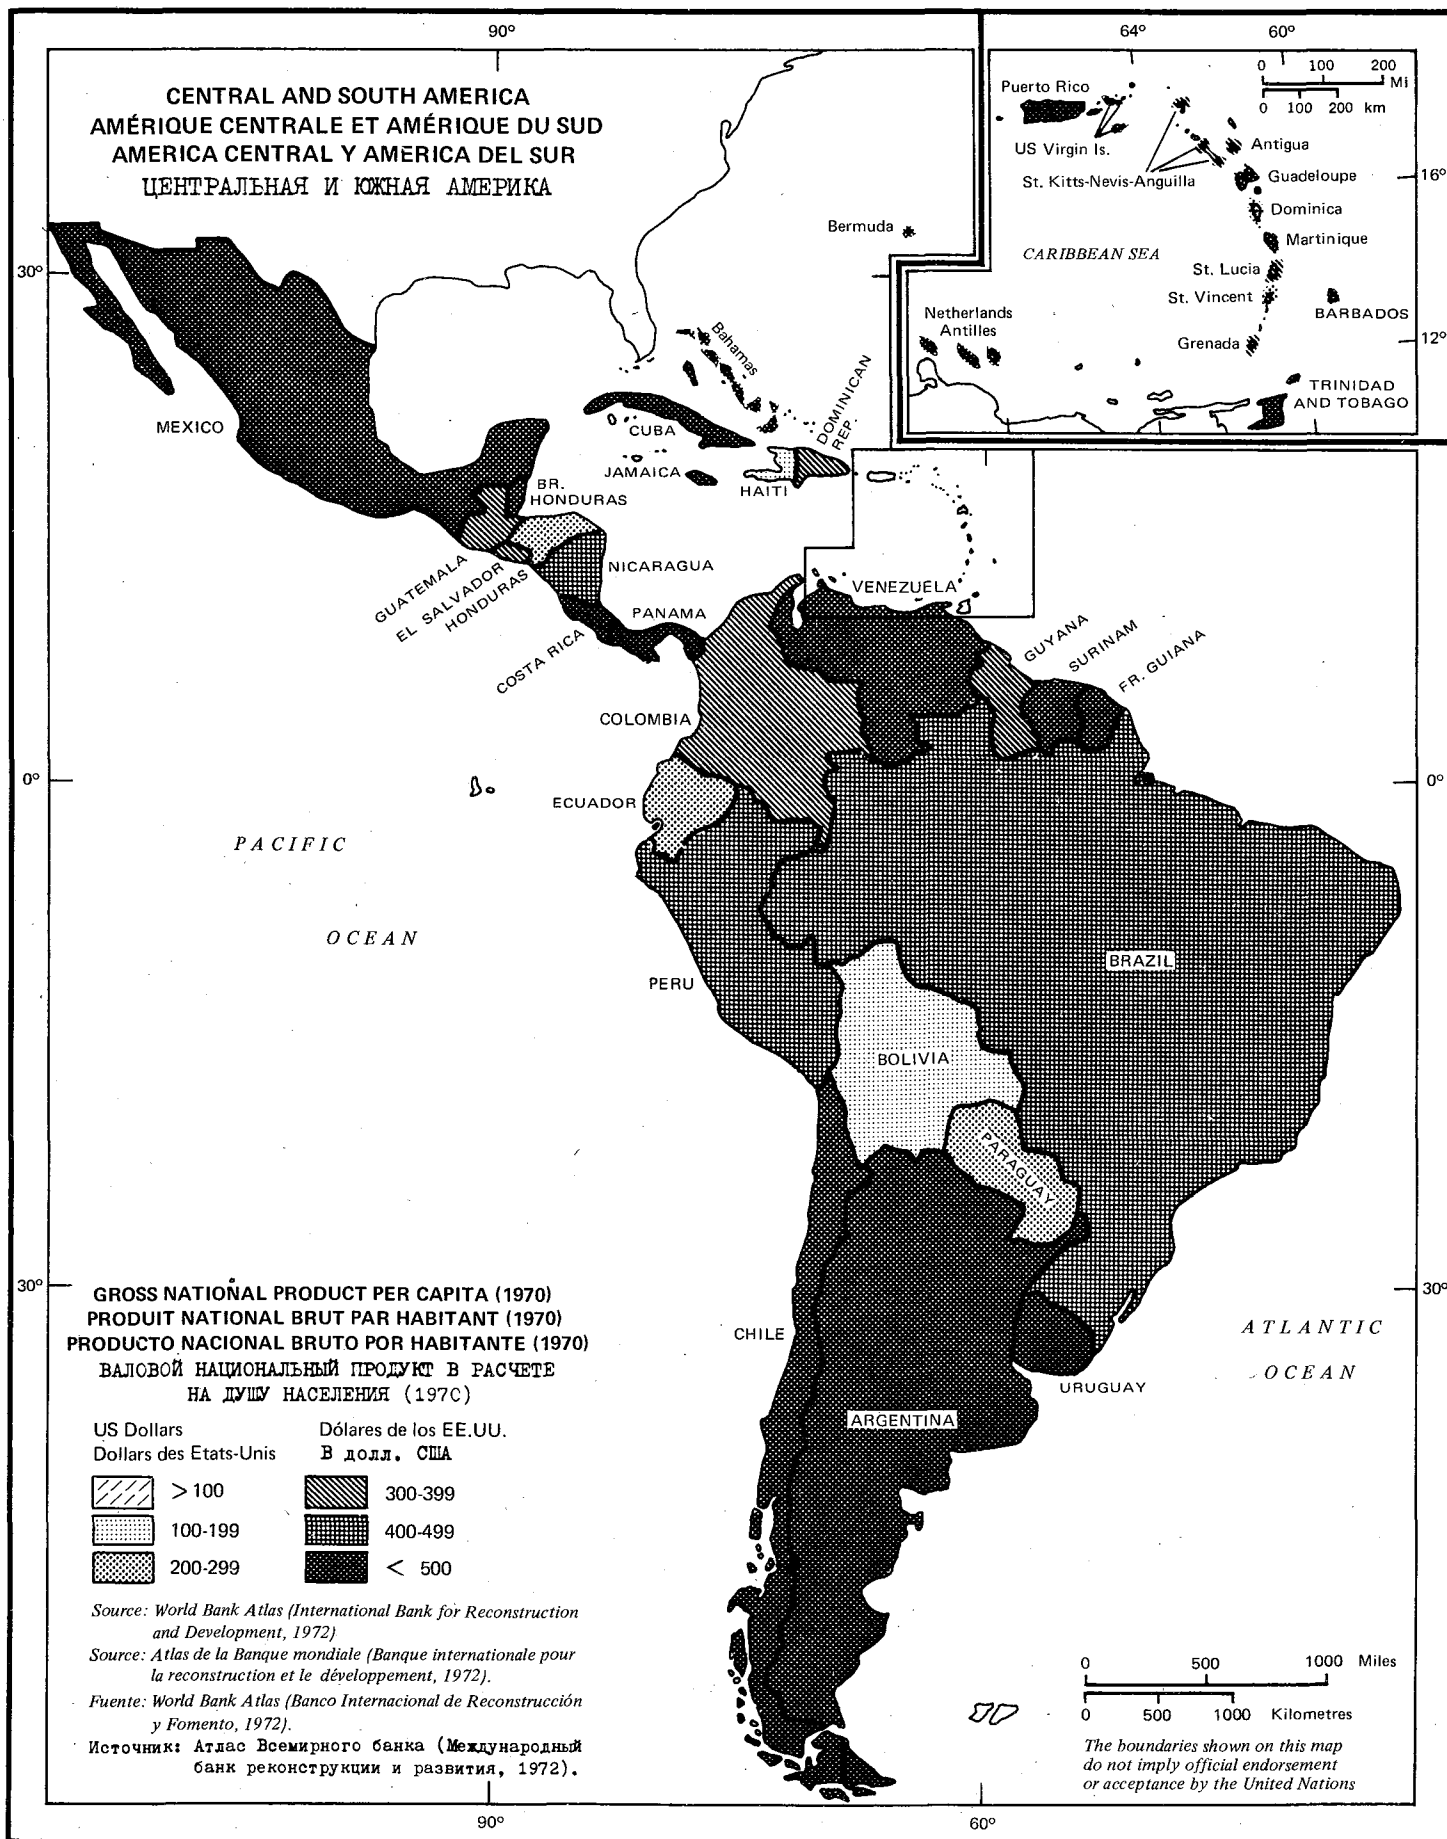 90°
64°
60°
CENTRAL AND SOUTH AMERICA
AMÉRIQUE CENTRALE ET AMÉRIQUE DU SUD
AMERICA CENTRAL Y AMERICA DEL SUR
ЦЕНТРАЛЬНАЯ И ЮЖНАЯ АМЕРИКА
0 100 200 Mi
0 100 200 km
Puerto Rico
US Virgin Is.
St. Kitts-Nevis-Anguilla
Antigua
Guadeloupe
16°
Dominica
Martinique
CARIBBEAN SEA
St. Lucia
St. Vincent
BARBADOS
Netherlands
Antilles
Grenada
12°
TRINIDAD
AND TOBAGO
Bermuda
30°
Bahamas
MEXICO
CUBA
DOMINICAN
REP.
JAMAICA
HAITI
BR.
HONDURAS
GUATEMALA
EL SALVADOR
HONDURAS
NICARAGUA
COSTA RICA
PANAMA
VENEZUELA
GUYANA
SURINAM
FR. GUIANA
COLOMBIA
0°
0°
ECUADOR
PACIFIC
OCEAN
PERU
BRAZIL
BOLIVIA
PARAGUAY
30°
30°
CHILE
ATLANTIC
OCEAN
URUGUAY
ARGENTINA
GROSS NATIONAL PRODUCT PER CAPITA (1970)
PRODUIT NATIONAL BRUT PAR HABITANT (1970)
PRODUCTO NACIONAL BRUTO POR HABITANTE (1970)
ВАЛОВОЙ НАЦИОНАЛЬНЫЙ ПРОДУКТ В РАСЧЕТЕ
НА ДУШУ НАСЕЛЕНИЯ (197C)
US Dollars
Dollars des Etats-Unis
Dólares de los EE.UU.
В долл. США
> 100
100-199
200-299
300-399
400-499
< 500
Source: World Bank Atlas (International Bank for Reconstruction
and Development, 1972)
Source: Atlas de la Banque mondiale (Banque internationale pour
la reconstruction et le développement, 1972).
Fuente: World Bank Atlas (Banco Internacional de Reconstrucción
y Fomento, 1972).
Источник: Атлас Всемирного банка (Международный
банк реконструкции и развития, 1972).
0 500 1000 Miles
0 500 1000 Kilometres
The boundaries shown on this map
do not imply official endorsement
or acceptance by the United Nations
90°
60°